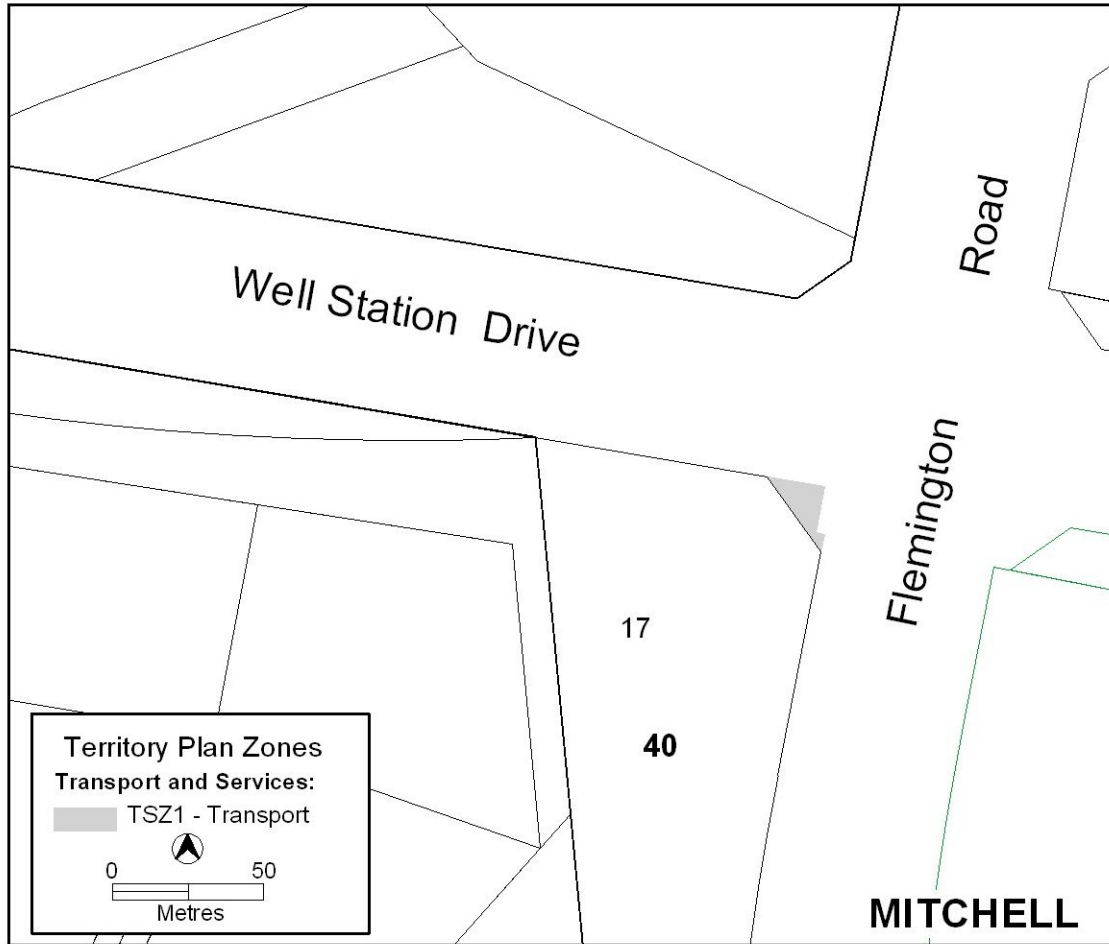 Road
Well Station Drive
Flemington
17
40
Territory Plan Zones
Transport and Services:
TSZ1 - Transport
0 50
Metres
MITCHELL